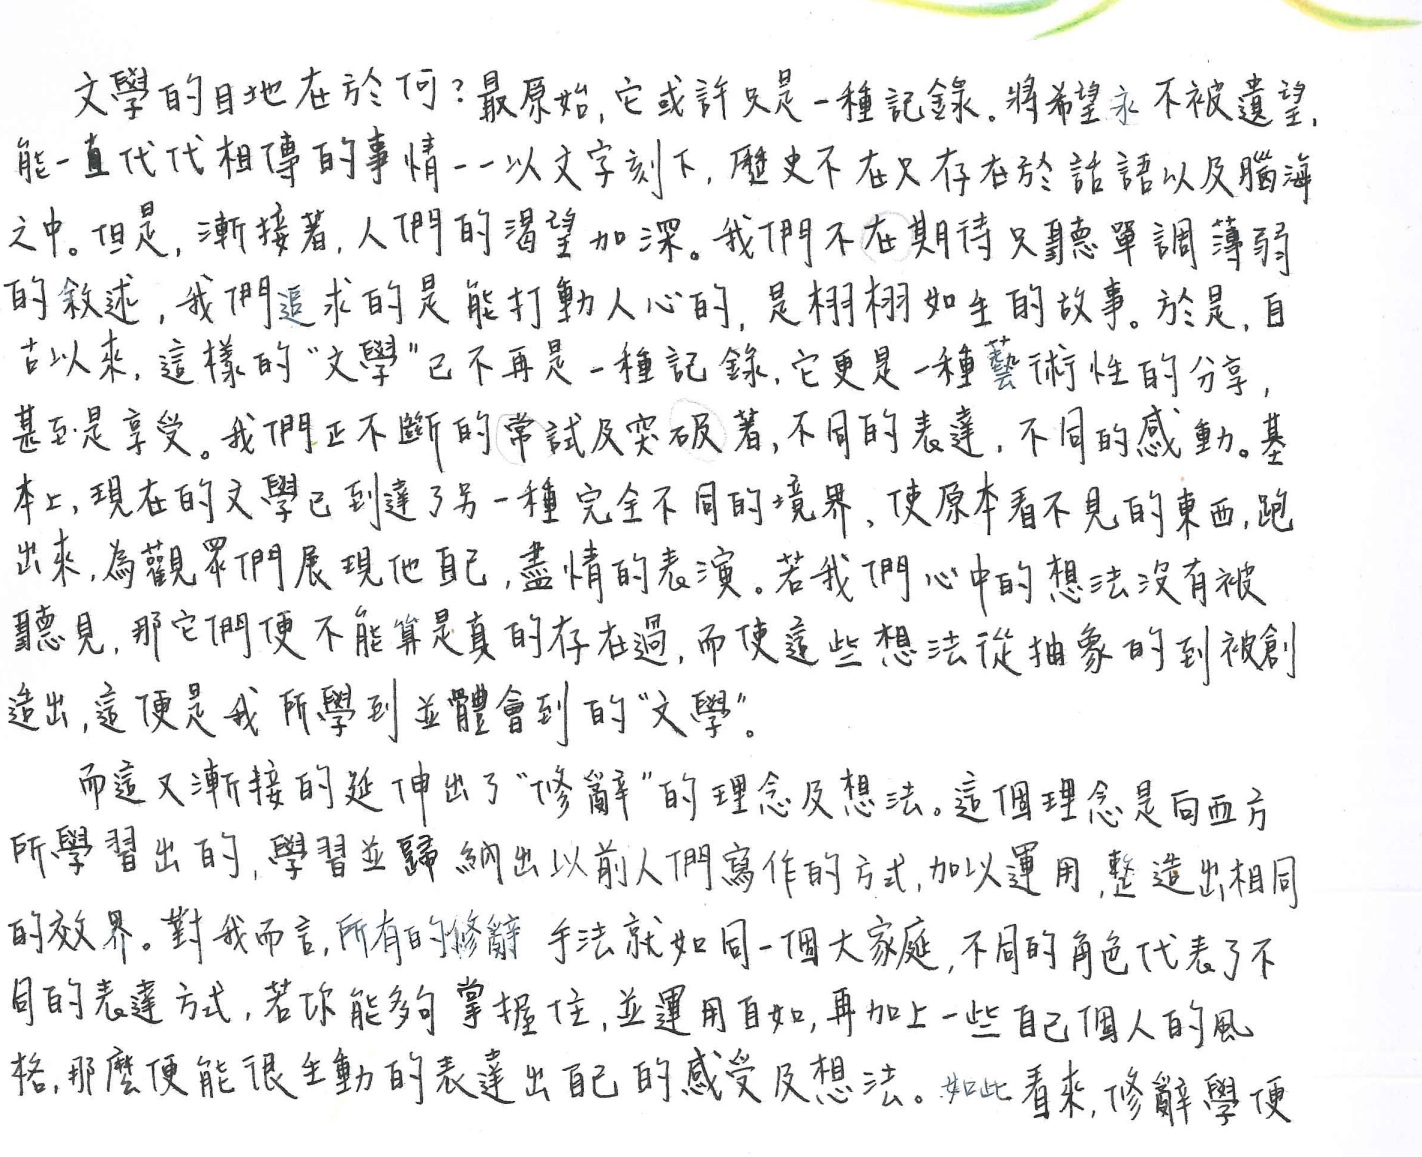 文學的目地在於何?最原始,它或許只是一種記錄。將希望永不被遺望,
能一直代代相傳的事情--以文字刻下,歷史不在只存在於話語以及腦海
之中。但是,漸接著,人們的渴望加深。我們不在期待只聽單調薄弱
的敘述,我們追求的是能打動人心的,是栩栩如生的故事。於是,自
古以來,這樣的"文學"已不再是一種記錄,它更是一種藝術性的分享,
甚至是享受。我們正不斷的常試及突破著,不同的表達,不同的感動。基
本上,現在的文學已到達了另一種完全不同的境界、使原本看不見的東西,跑
出來,為觀眾們展現他自己,盡情的表演。若我們心中的想法沒有被
聽見,那它們便不能算是真的存在過,而使這些想法從抽象的到被創
造出,這便是我所學到並體會到的"文學"。
而這又漸接的延伸出了"修辭"的理念及想法。這個理念是向西方
所學習出的,學習並歸納出以前人們寫作的方式,加以運用,整造出相同
的效界。對我而言,所有的修辭手法就如同一個大家庭,不同的角色代表了不
同的表達方式,若你能夠掌握住,並運用自如,再加上一些自己個人的風
格,那麼便能很生動的表達出自己的感受及想法。如此看來,修辭學便